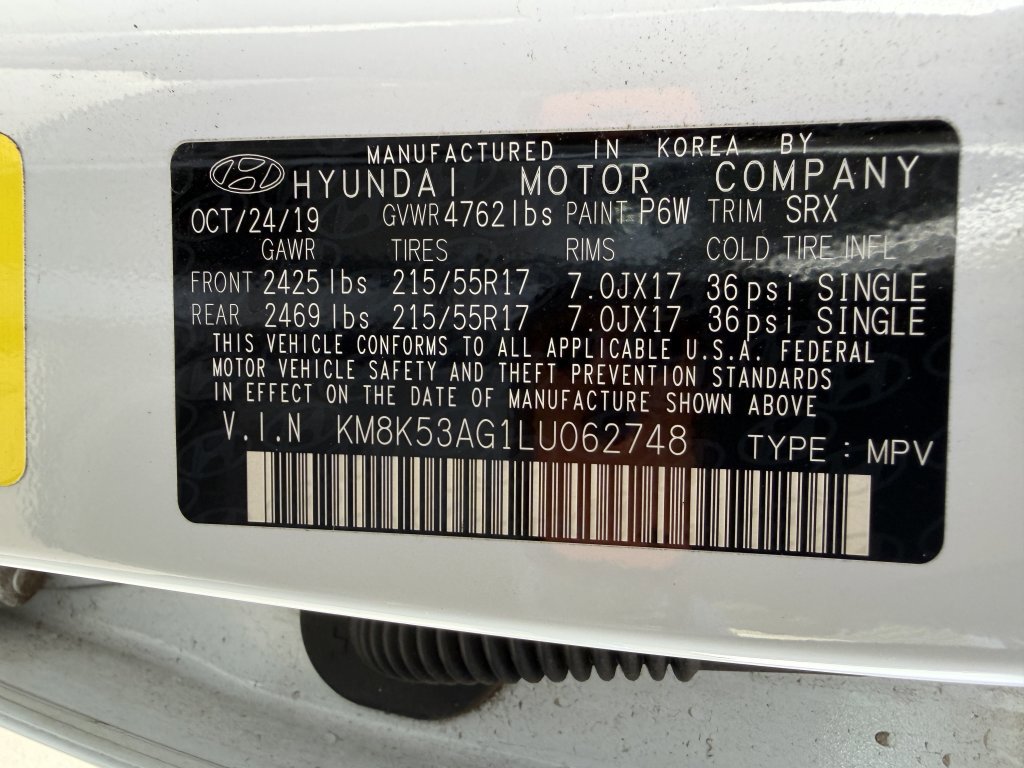 MANUFACTURED IN KOREA BY
HYUNDAI MOTOR COMPANY
OCT/24/19 GVWR 4762 lbs PAINT P6W TRIM SRX
GAWR TIRES RIMS COLD TIRE INFL
FRONT 2425 lbs 215/55R17 7.0JX17 36 psi SINGLE
REAR 2469 lbs 215/55R17 7.0JX17 36 psi SINGLE
THIS VEHICLE CONFORMS TO ALL APPLICABLE U.S.A. FEDERAL
MOTOR VEHICLE SAFETY AND THEFT PREVENTION STANDARDS
IN EFFECT ON THE DATE OF MANUFACTURE SHOWN ABOVE
V.I.N KM8K53AG1LU062748 TYPE : MPV